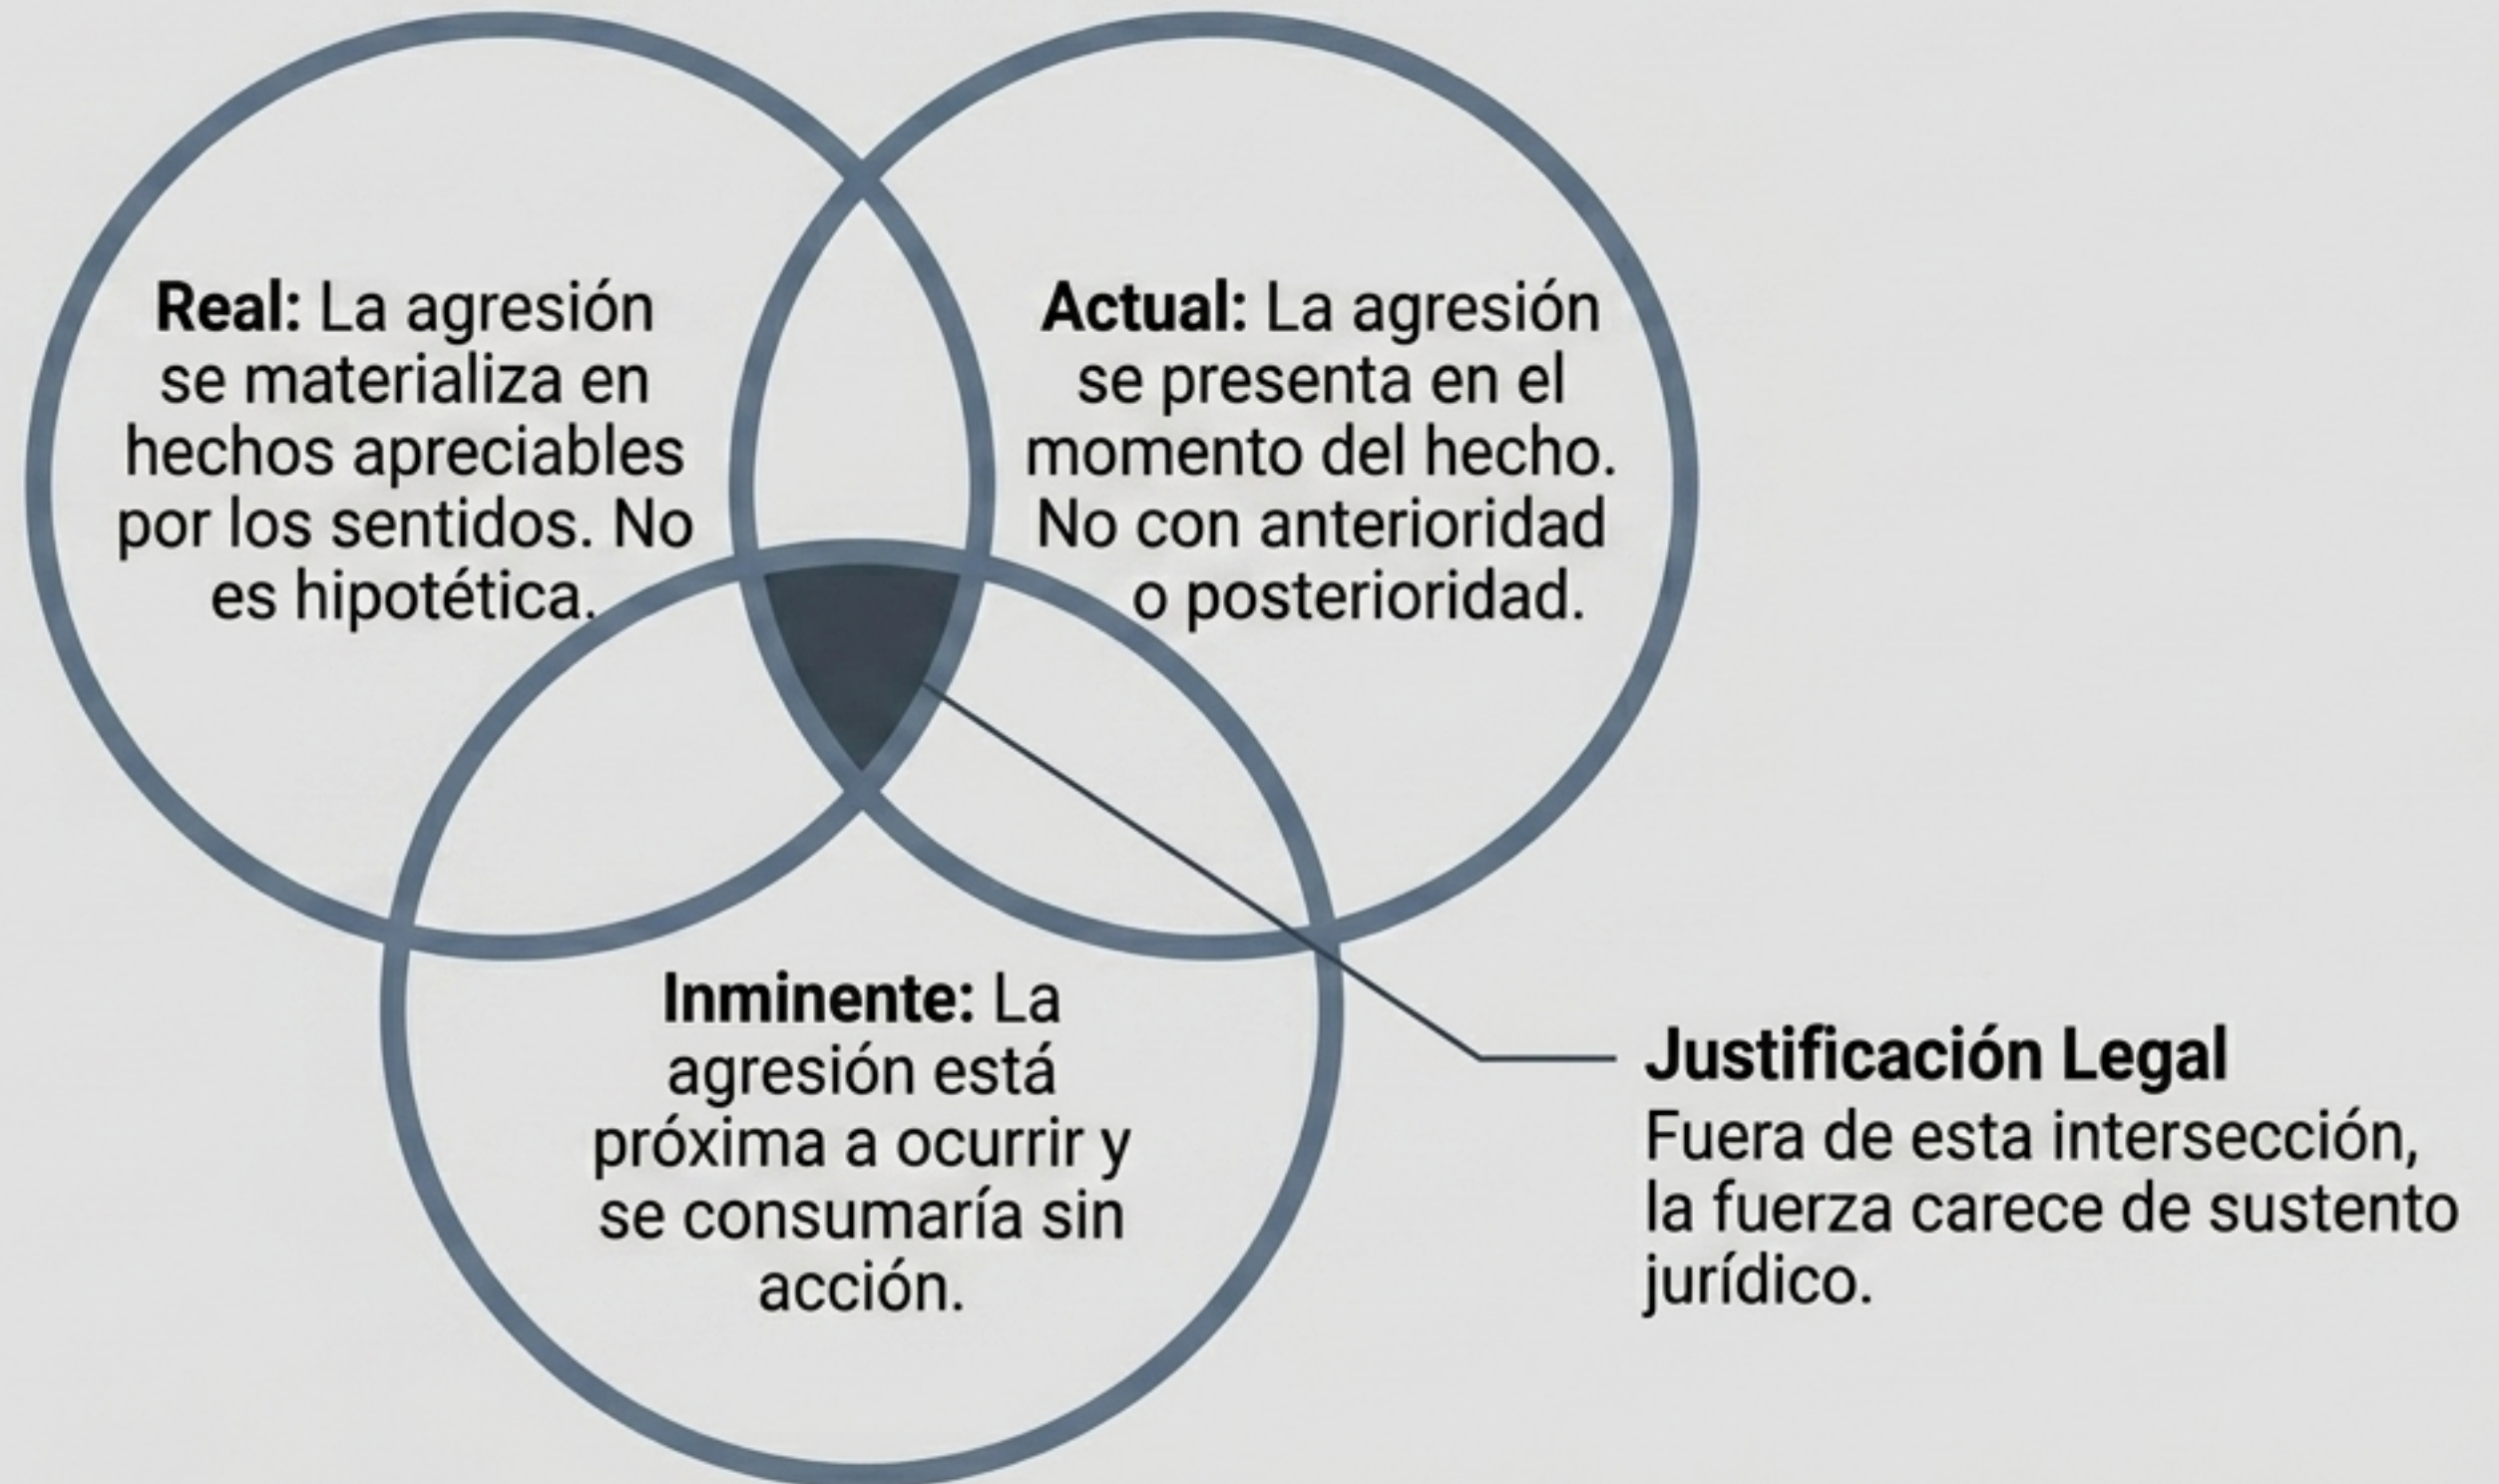 Real: La agresión
se materializa en
hechos apreciables
por los sentidos. No
es hipotética.
Actual: La agresión
se presenta en el
momento del hecho.
No con anterioridad
o posterioridad.
Inminente: La
agresión está
próxima a ocurrir y
se consumaría sin
acción.
Justificación Legal
Fuera de esta intersección,
la fuerza carece de sustento
jurídico.